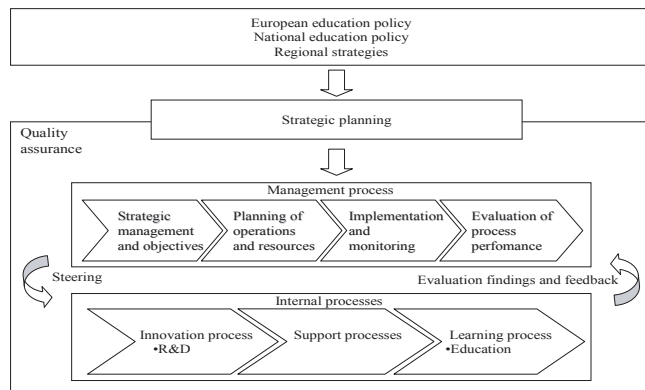 European education policy
National education policy
Regional strategies
Strategic planning
Quality
assurance
Management process
Strategic
management
and objectives
Planning of
operations
and resources
Implementation
and
monitoring
Evaluation of
process
perfomance
Steering
Evaluation findings and feedback
Internal processes
Innovation process
•R&D
Support processes
Learning process
•Education